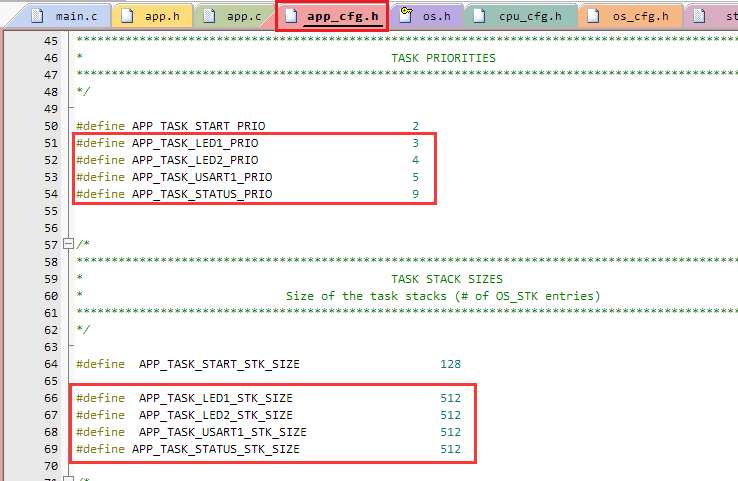 main.c app.h app.c app_cfg.h os.h cpu_cfg.h os_cfg.h st
45 ***********************************************************************************************
46 * TASK PRIORITIES
47 ***********************************************************************************************
48 */
49
50 #define APP_TASK_START_PRIO 2
51 #define APP_TASK_LED1_PRIO 3
52 #define APP_TASK_LED2_PRIO 4
53 #define APP_TASK_USART1_PRIO 5
54 #define APP_TASK_STATUS_PRIO 9
55
56
57 /*
58 ***********************************************************************************************
59 * TASK STACK SIZES
60 * Size of the task stacks (# of OS_STK entries)
61 ***********************************************************************************************
62 */
63
64 #define APP_TASK_START_STK_SIZE 128
65
66 #define APP_TASK_LED1_STK_SIZE 512
67 #define APP_TASK_LED2_STK_SIZE 512
68 #define APP_TASK_USART1_STK_SIZE 512
69 #define APP_TASK_STATUS_STK_SIZE 512
70
71 /*